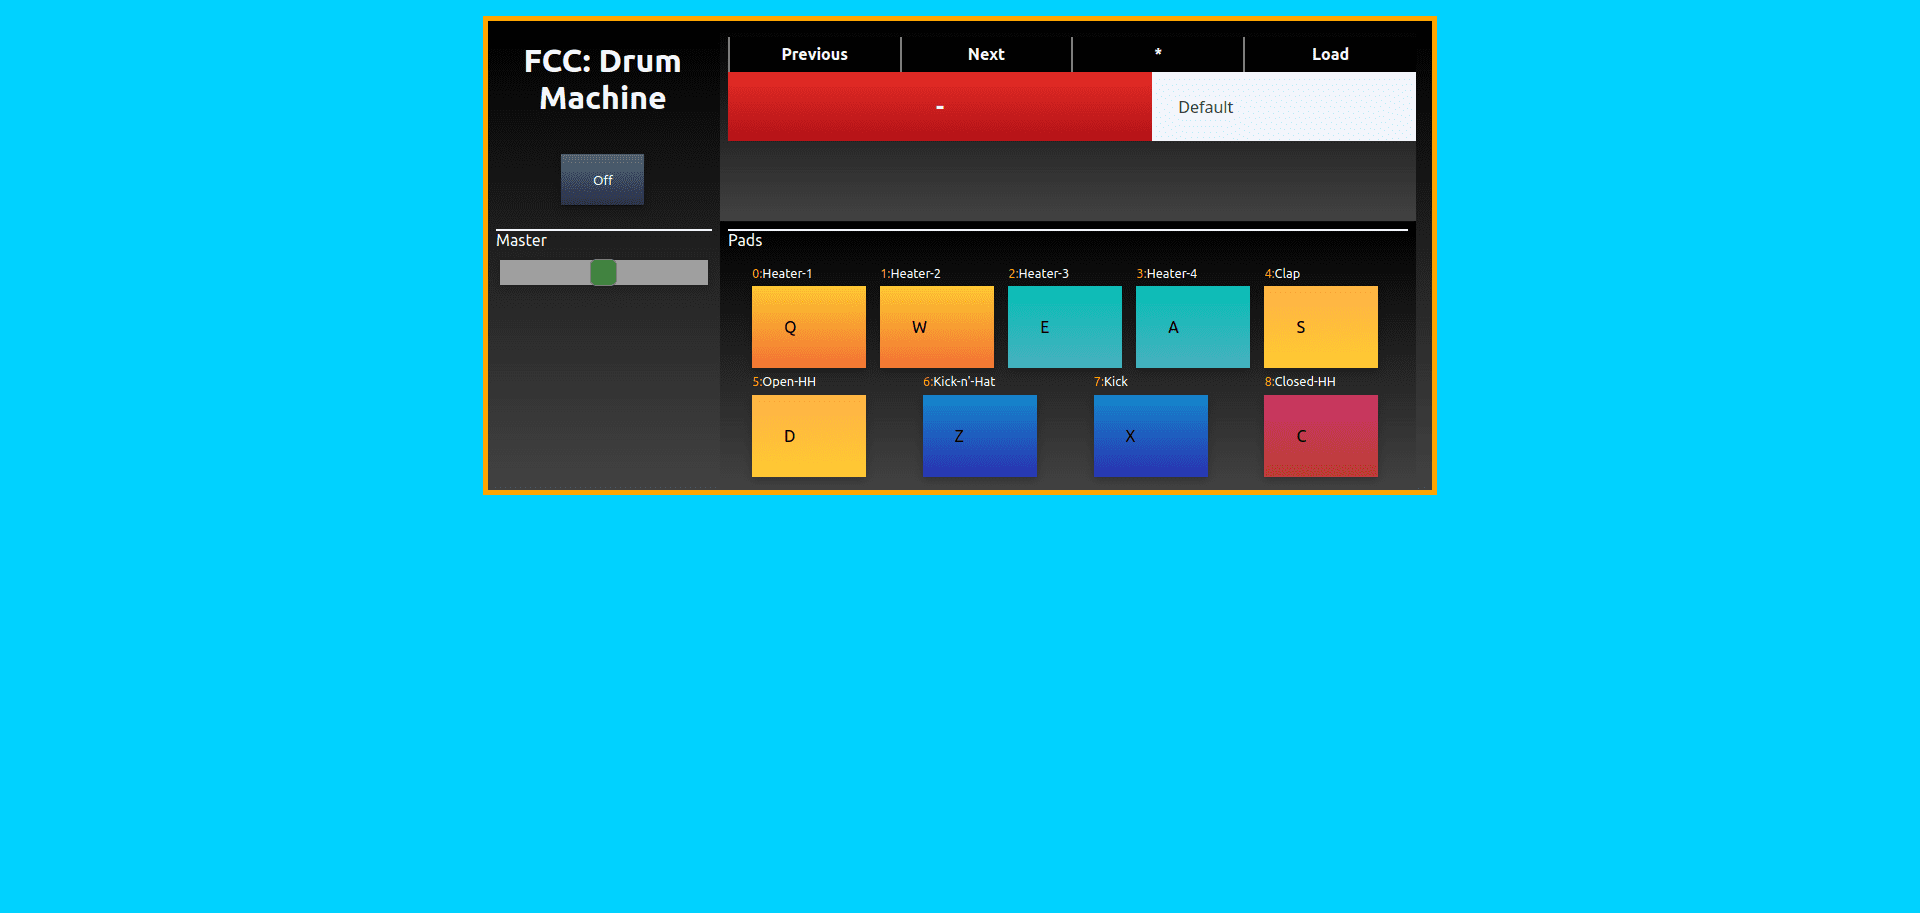 FCC: Drum
Machine
Off
Master
Previous Next * Load
- Default
Pads
0:Heater-1 1:Heater-2 2:Heater-3 3:Heater-4 4:Clap
Q W E A S
5:Open-HH 6:Kick-n'-Hat 7:Kick 8:Closed-HH
D Z X C